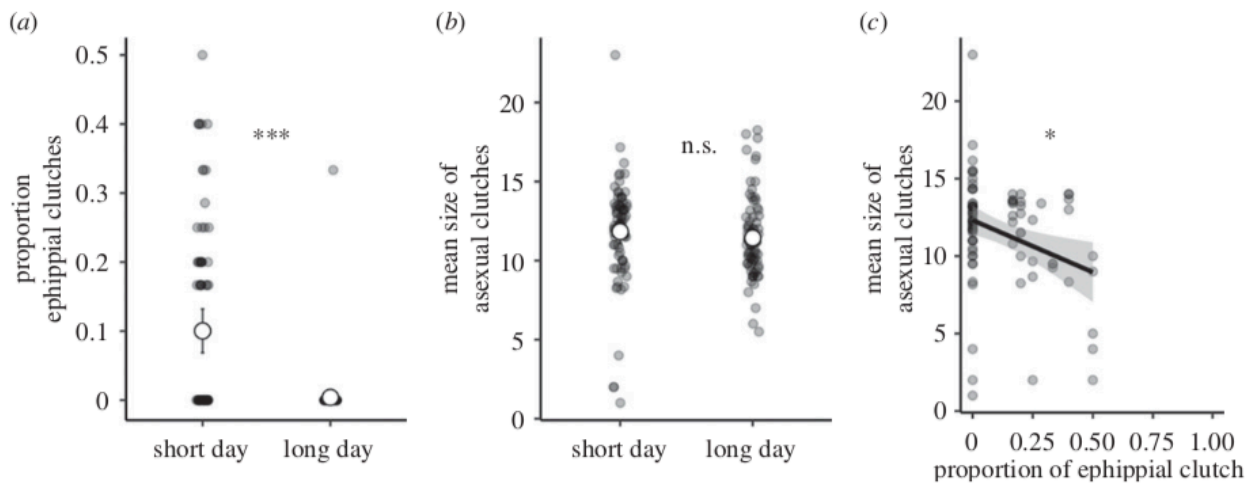 (a)
proportion
ephippial clutches
0.5
0.4
0.3
0.2
0.1
0
***
short day
long day
(b)
mean size of
asexual clutches
20
15
10
5
0
n.s.
short day
long day
(c)
mean size of
asexual clutches
20
15
10
5
0
*
0
0.25
0.50
0.75
1.00
proportion of ephippial clutch